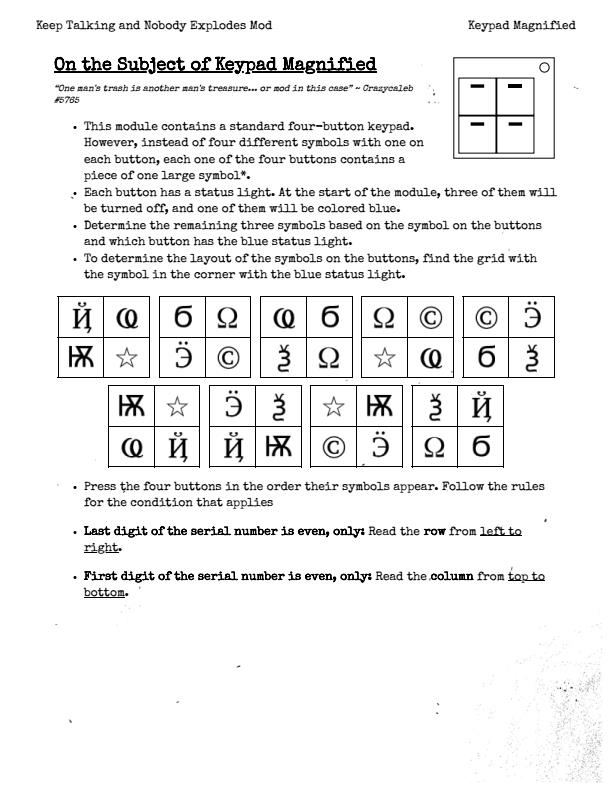 Keep Talking and Nobody Explodes Mod Keypad Magnified
On the Subject of Keypad Magnified
“One man's trash is another man's treasure... or mod in this case” ~ Crazycaleb
#5765
• This module contains a standard four-button keypad.
However, instead of four different symbols with one on
each button, each one of the four buttons contains a
piece of one large symbol*.
• Each button has a status light. At the start of the module, three of them will
be turned off, and one of them will be colored blue.
• Determine the remaining three symbols based on the symbol on the buttons
and which button has the blue status light.
• To determine the layout of the symbols on the buttons, find the grid with
the symbol in the corner with the blue status light.
Ҋ Ҩ б Ω Ҩ б Ω © © Ӭ
Ѭ ☆ Ӭ © Ѯ Ω ☆ Ҩ б Ѯ
Ѭ ☆ Ӭ Ѯ ☆ Ѭ Ѯ Ҋ
Ҩ Ҋ Ҋ Ѭ © Ӭ Ω б
• Press the four buttons in the order their symbols appear. Follow the rules
for the condition that applies
• Last digit of the serial number is even, only: Read the row from left to
right.
• First digit of the serial number is even, only: Read the column from top to
bottom.